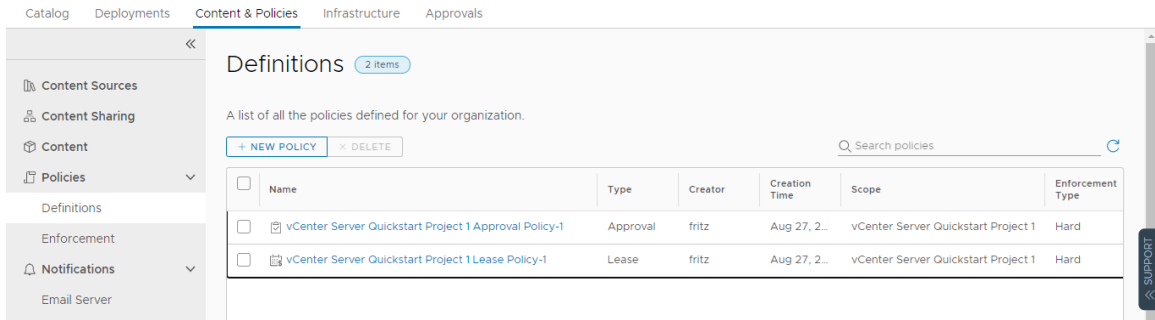 Catalog Deployments Content & Policies Infrastructure Approvals
Content Sources
Content Sharing
Content
Policies
Definitions
Enforcement
Notifications
Email Server
Definitions 2 items
A list of all the policies defined for your organization.
+ NEW POLICY × DELETE Search policies
Name Type Creator Creation Time Scope Enforcement Type
vCenter Server Quickstart Project 1 Approval Policy-1 Approval fritz Aug 27, 2... vCenter Server Quickstart Project 1 Hard
vCenter Server Quickstart Project 1 Lease Policy-1 Lease fritz Aug 27, 2... vCenter Server Quickstart Project 1 Hard
SUPPORT